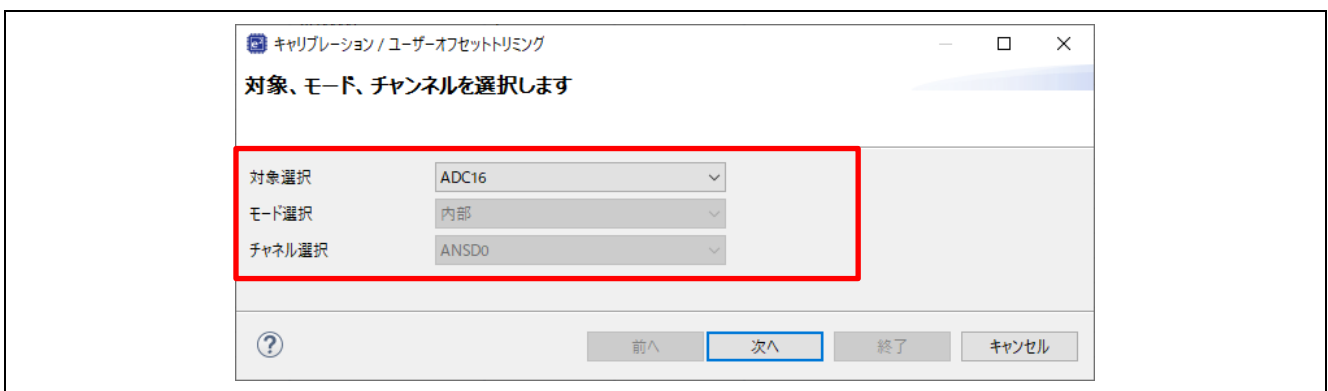 キャリブレーション / ユーザーオフセットトリミング
対象、モード、チャンネルを選択します
対象選択 ADC16
モード選択 内部
チャネル選択 ANSD0
前へ 次へ 終了 キャンセル